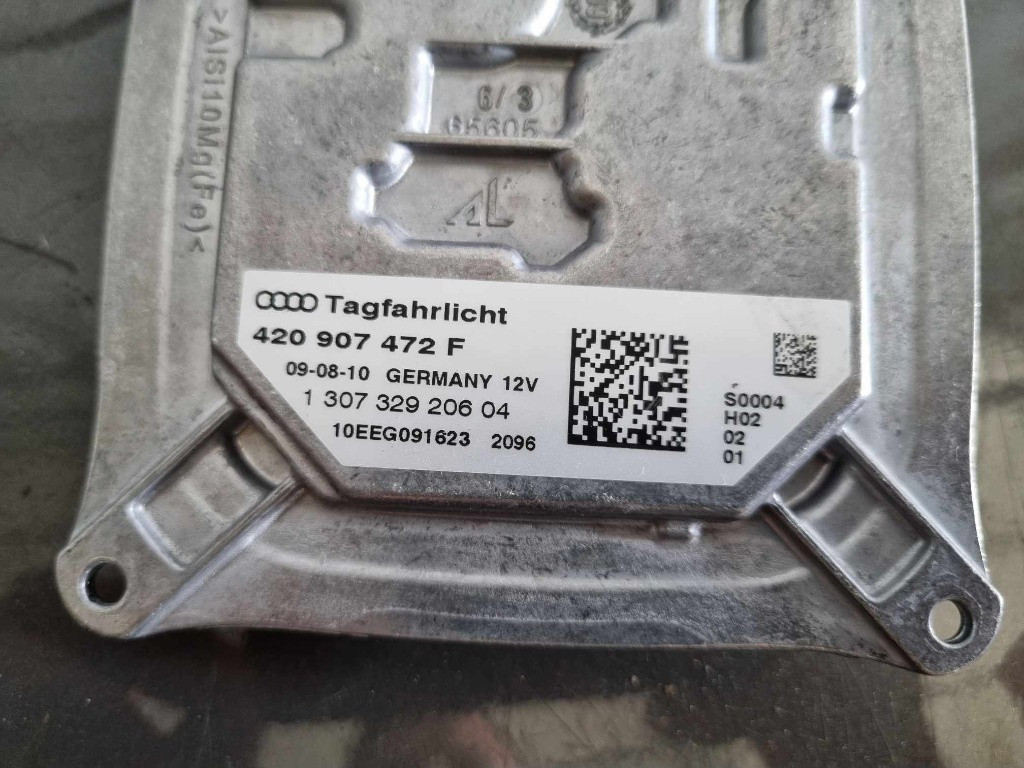 >AlSi10Mg(Fe)<
6/ 3
65605
AL
Tagfahrlicht
420 907 472 F
09-08-10 GERMANY 12V
1 307 329 206 04
10EEG091623 2096
S0004
H02
02
01